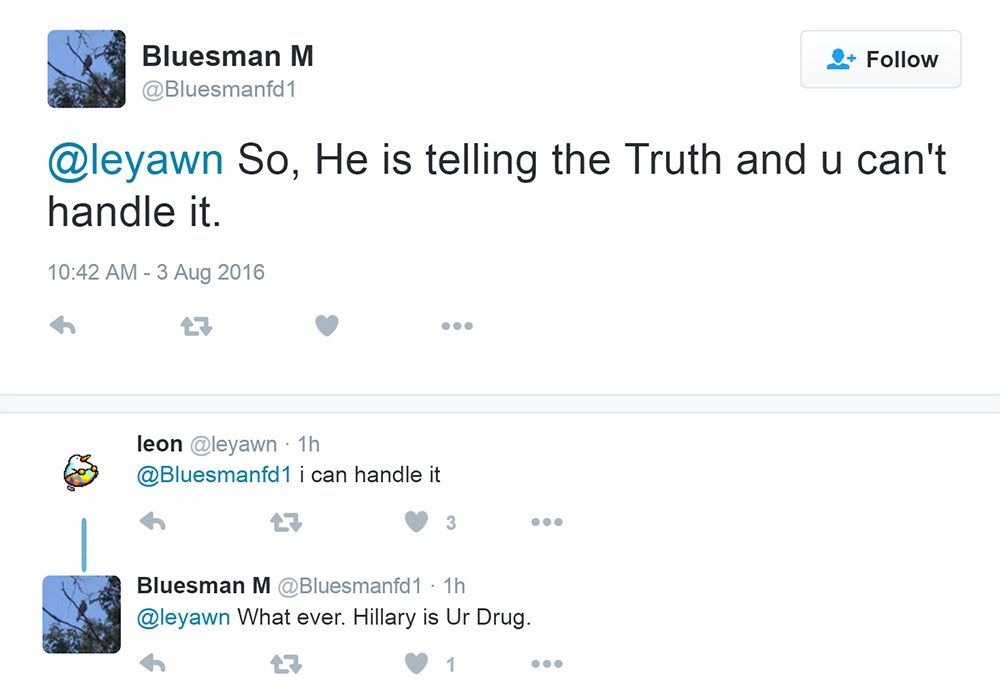 Bluesman M
@Bluesmanfd1
Follow
@leyawn So, He is telling the Truth and u can't
handle it.
10:42 AM - 3 Aug 2016
leon @leyawn · 1h
@Bluesmanfd1 i can handle it
3
Bluesman M @Bluesmanfd1 · 1h
@leyawn What ever. Hillary is Ur Drug.
1